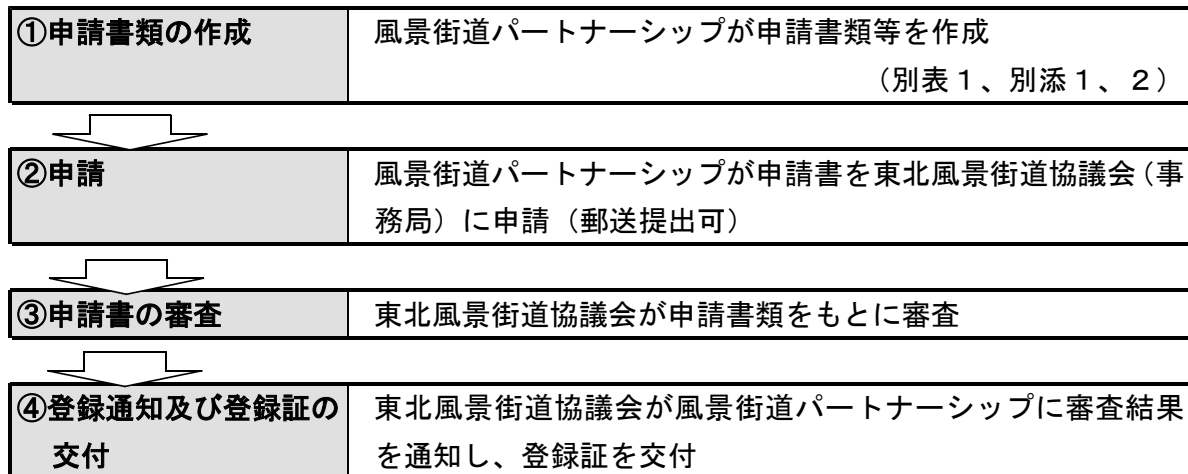 ①申請書類の作成
風景街道パートナーシップが申請書類等を作成
(別表1、別添1、2)
②申請
風景街道パートナーシップが申請書を東北風景街道協議会(事
務局)に申請(郵送提出可)
③申請書の審査
東北風景街道協議会が申請書類をもとに審査
④登録通知及び登録証の
交付
東北風景街道協議会が風景街道パートナーシップに審査結果
を通知し、登録証を交付